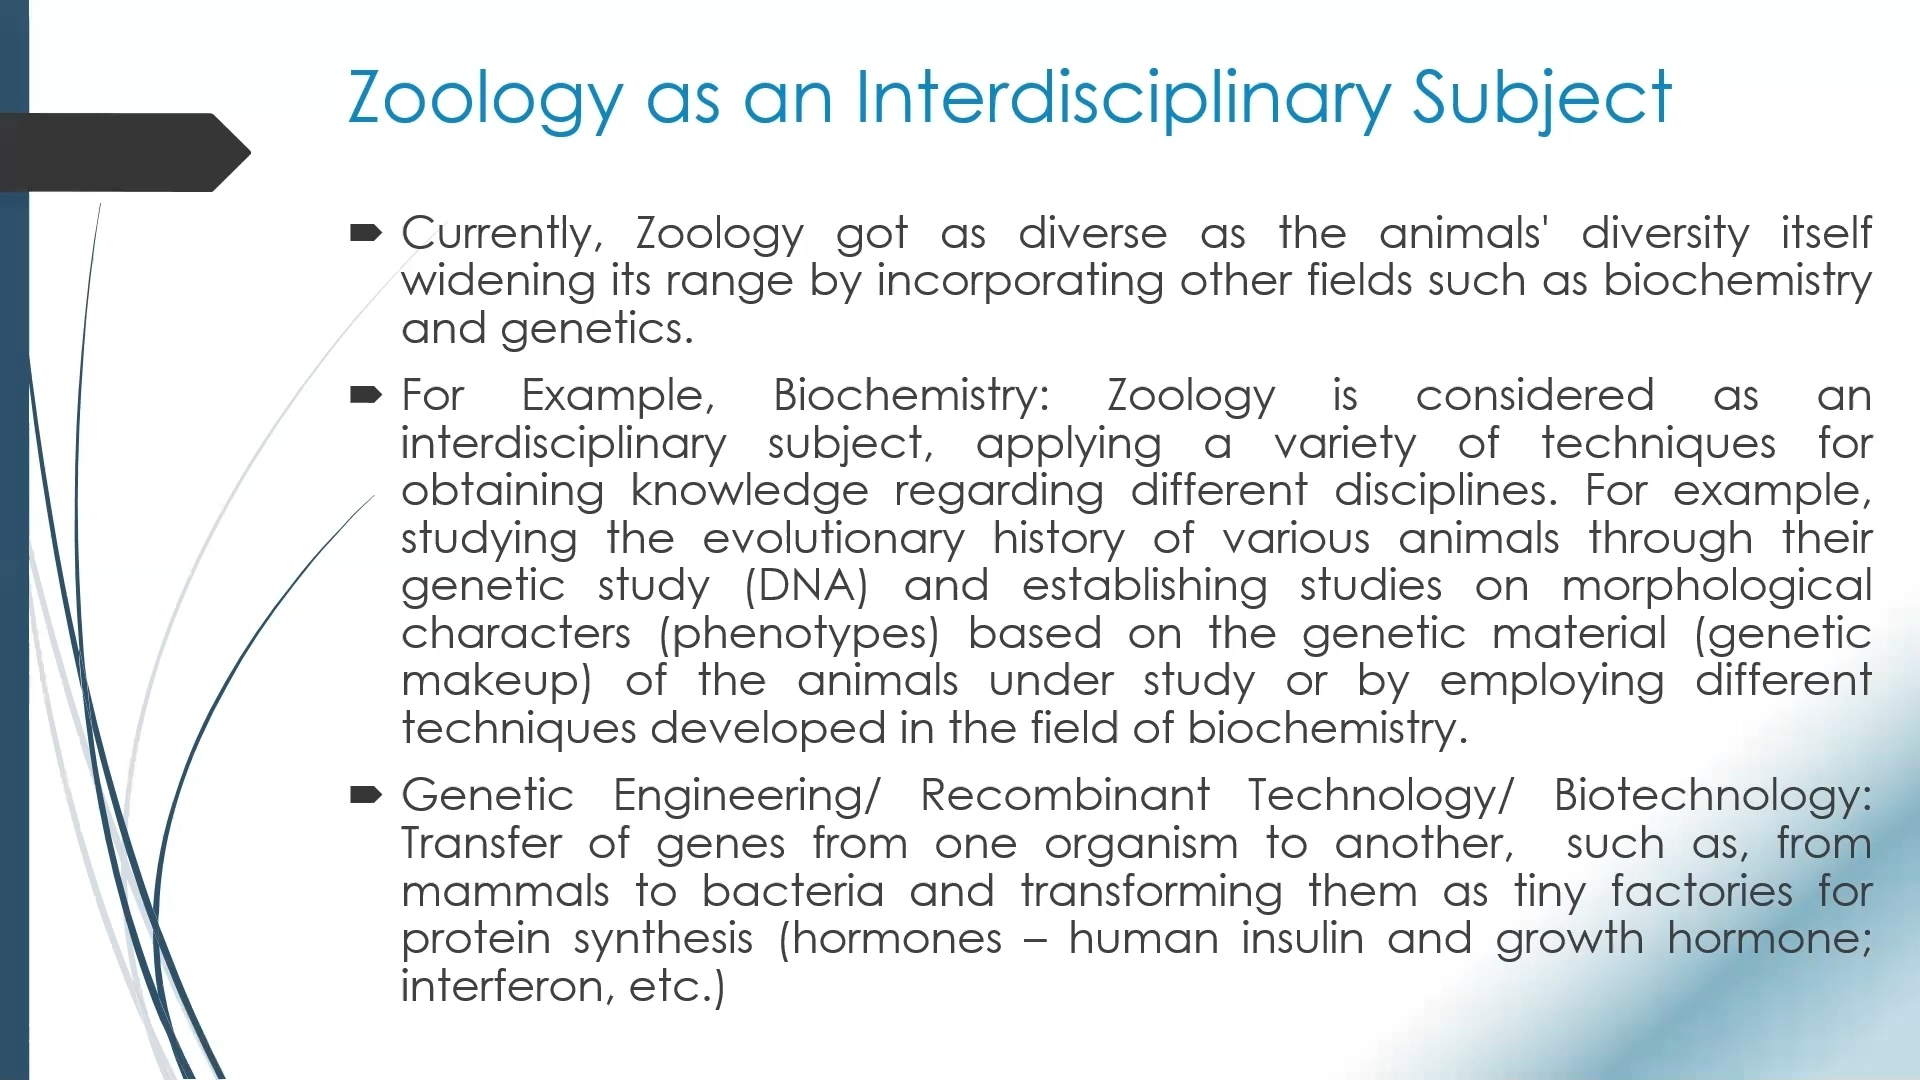 Zoology as an Interdisciplinary Subject
Currently, Zoology got as diverse as the animals' diversity itself
widening its range by incorporating other fields such as biochemistry
and genetics.
For Example, Biochemistry: Zoology is considered as an
interdisciplinary subject, applying a variety of techniques for
obtaining knowledge regarding different disciplines. For example,
studying the evolutionary history of various animals through their
genetic study (DNA) and establishing studies on morphological
characters (phenotypes) based on the genetic material (genetic
makeup) of the animals under study or by employing different
techniques developed in the field of biochemistry.
Genetic Engineering/ Recombinant Technology/ Biotechnology:
Transfer of genes from one organism to another, such as, from
mammals to bacteria and transforming them as tiny factories for
protein synthesis (hormones – human insulin and growth hormone;
interferon, etc.)